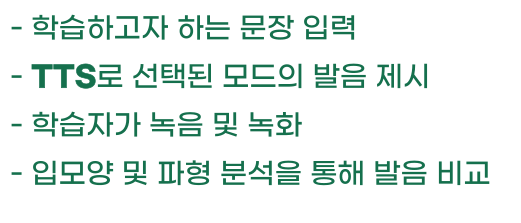 - 학습하고자 하는 문장 입력
- TTS로 선택된 모드의 발음 제시
- 학습자가 녹음 및 녹화
- 입모양 및 파형 분석을 통해 발음 비교